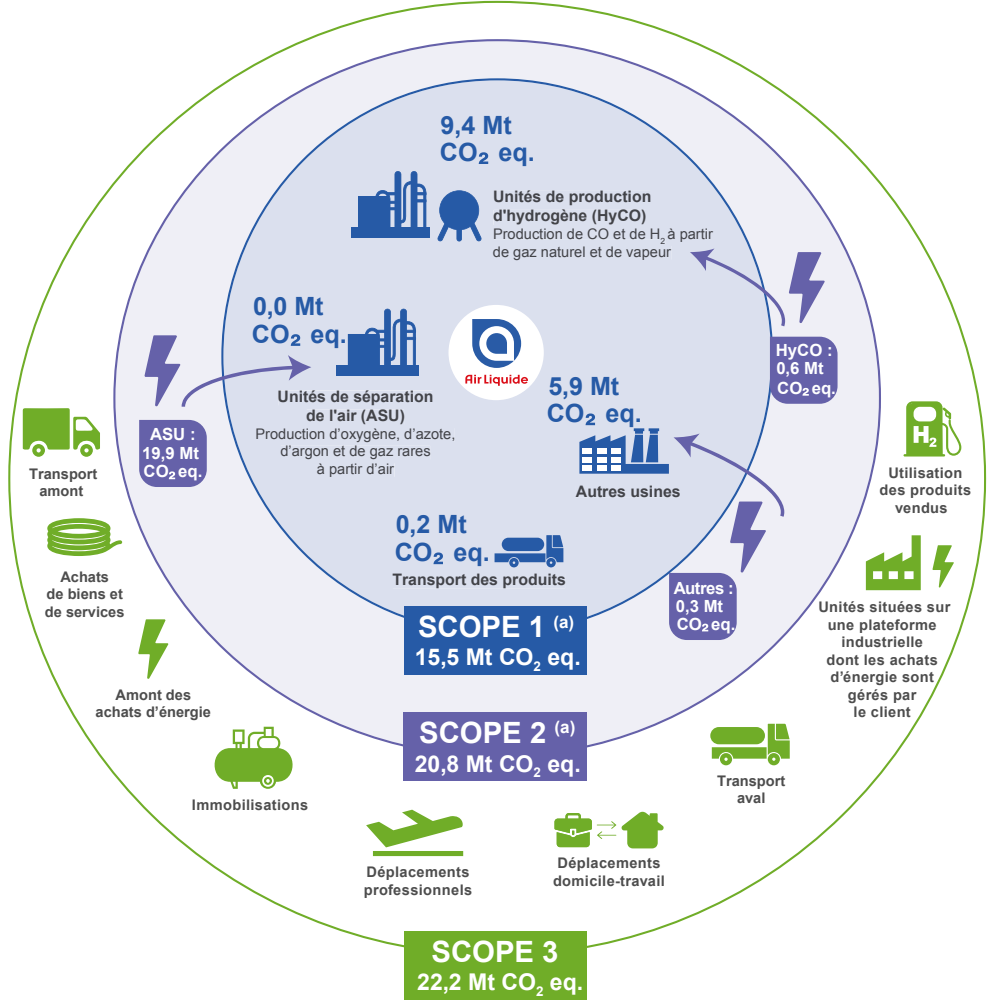 9,4 Mt
CO₂ eq.
Unités de production
d'hydrogène (HyCO)
Production de CO et de H₂ à partir
de gaz naturel et de vapeur
0,0 Mt
CO₂ eq.
Unités de séparation
de l'air (ASU)
Production d'oxygène, d'azote,
d'argon et de gaz rares
à partir d'air
Air Liquide
HyCO :
0,6 Mt
CO₂ eq.
ASU :
19,9 Mt
CO₂ eq.
5,9 Mt
CO₂ eq.
Autres usines
0,2 Mt
CO₂ eq.
Transport des produits
Autres :
0,3 Mt
CO₂ eq.
SCOPE 1 (a)
15,5 Mt CO₂ eq.
SCOPE 2 (a)
20,8 Mt CO₂ eq.
Transport
amont
Achats
de biens et
de services
Amont des
achats d'énergie
Immobilisations
Déplacements
professionnels
Déplacements
domicile-travail
Transport
aval
Unités situées sur
une plateforme
industrielle
dont les achats
d'énergie sont
gérés par
le client
H₂
Utilisation
des produits
vendus
SCOPE 3
22,2 Mt CO₂ eq.